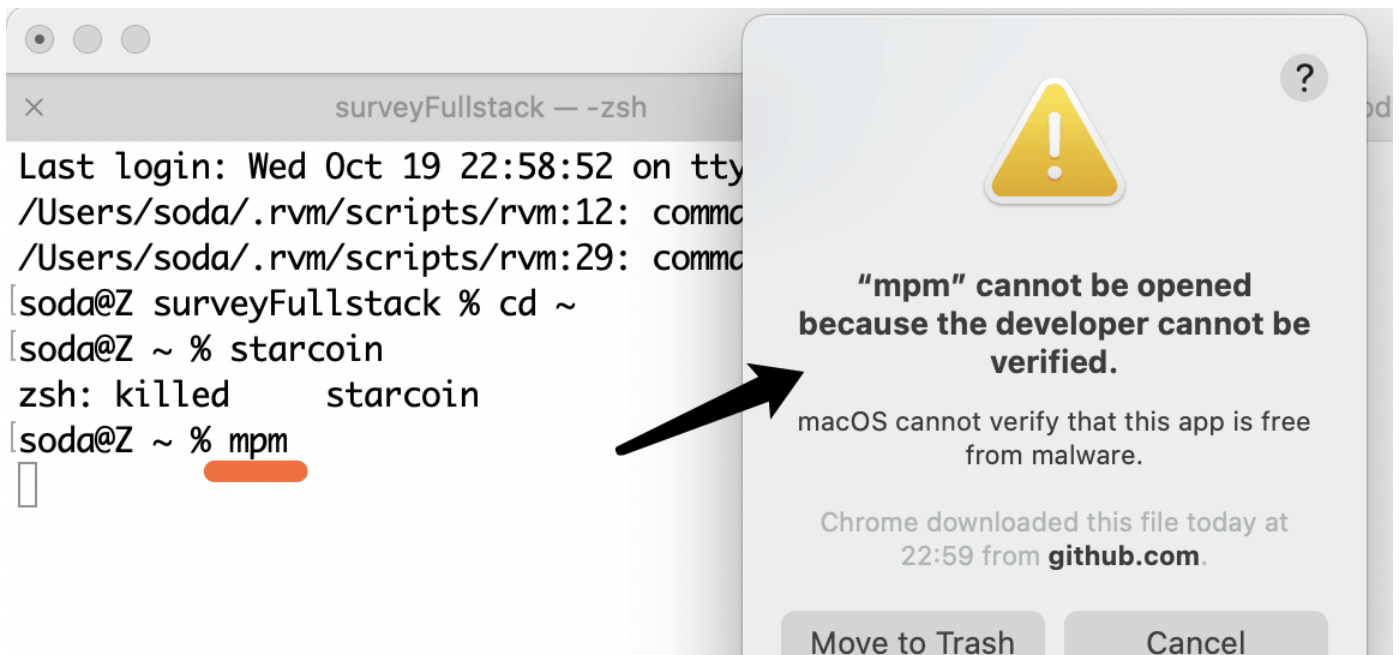 surveyFullstack — -zsh
Last login: Wed Oct 19 22:58:52 on tty
/Users/soda/.rvm/scripts/rvm:12: comma
/Users/soda/.rvm/scripts/rvm:29: comma
[soda@Z surveyFullstack % cd ~
[soda@Z ~ % starcoin
zsh: killed     starcoin
[soda@Z ~ % mpm
?
“mpm” cannot be opened
because the developer cannot be
verified.
macOS cannot verify that this app is free
from malware.
Chrome downloaded this file today at
22:59 from github.com.
Move to Trash
Cancel